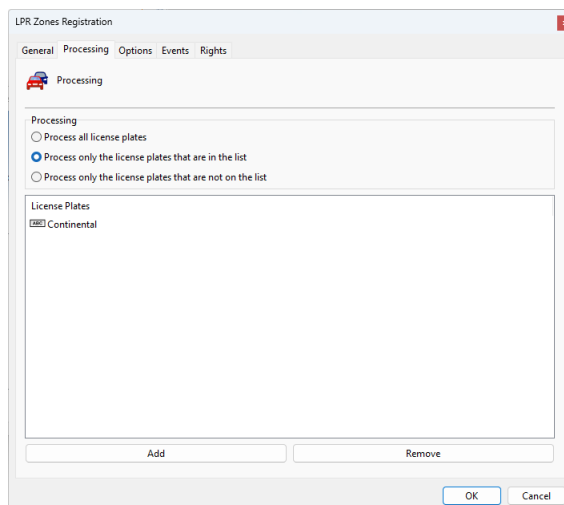 LPR Zones Registration
General Processing Options Events Rights
Processing
Processing
Process all license plates
Process only the license plates that are in the list
Process only the license plates that are not on the list
License Plates
ABC Continental
Add Remove
OK Cancel